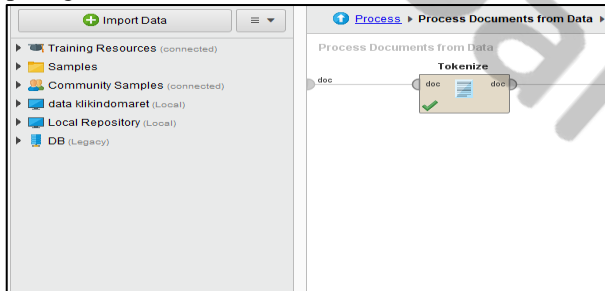 Import Data
Process ▸ Process Documents from Data ▸
Training Resources (connected)
Samples
Community Samples (connected)
data klikindomaret (Local)
Local Repository (Local)
DB (Legacy)
Process Documents from Data
Tokenize
doc
doc doc